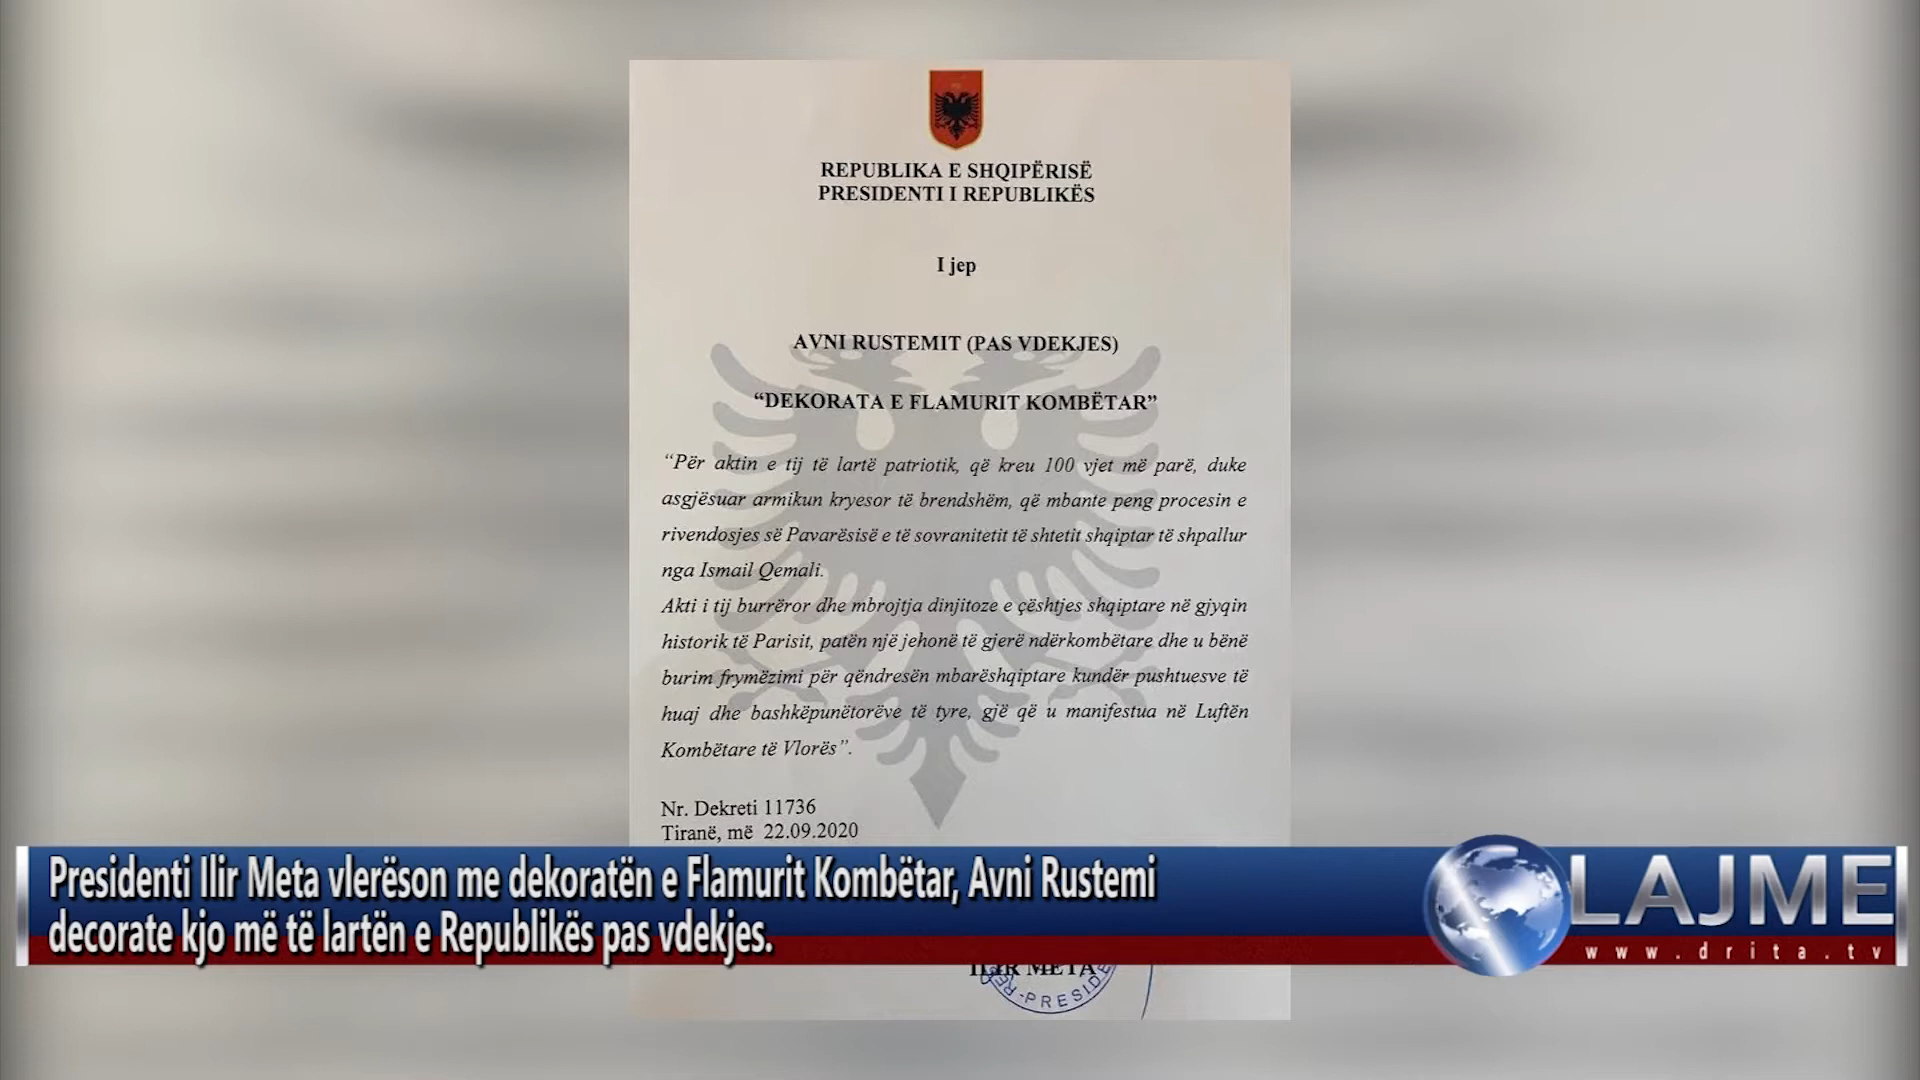 REPUBLIKA E SHQIPËRISË
PRESIDENTI I REPUBLIKËS
I jep
AVNI RUSTEMIT (PAS VDEKJES)
“DEKORATA E FLAMURIT KOMBËTAR”
“Për aktin e tij të lartë patriotik, që kreu 100 vjet më parë, duke
asgjësuar armikun kryesor të brendshëm, që mbante peng procesin e
rivendosjes së Pavarësisë e të sovranitetit të shtetit shqiptar të shpallur
nga Ismail Qemali.
Akti i tij burrëror dhe mbrojtja dinjitoze e çështjes shqiptare në gjyqin
historik të Parisit, patën një jehonë të gjerë ndërkombëtare dhe u bënë
burim frymëzimi për qëndresën mbarëshqiptare kundër pushtuesve të
huaj dhe bashkëpunëtorëve të tyre, gjë që u manifestua në Luftën
Kombëtare të Vlorës”.
Nr. Dekreti 11736
Tiranë, më 22.09.2020
Presidenti Ilir Meta vlerëson me dekoratën e Flamurit Kombëtar, Avni Rustemi
decorate kjo më të lartën e Republikës pas vdekjes.
LAJME
www.drita.tv
ILIR META